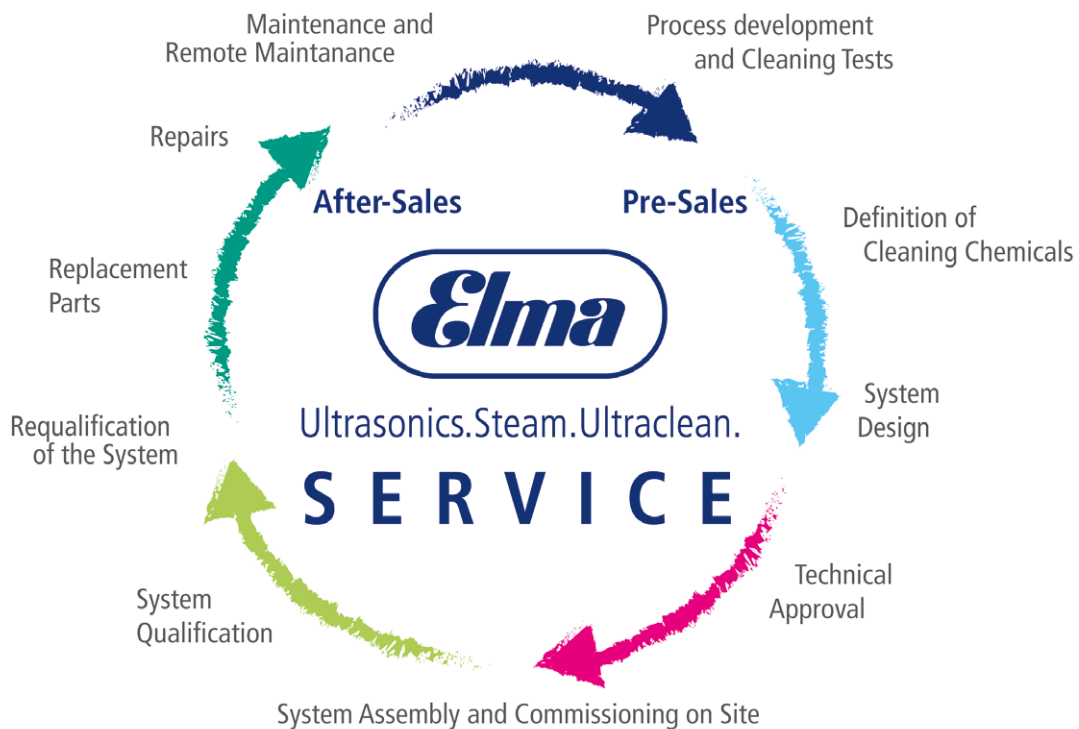 Maintenance and
Remote Maintanance
Process development
and Cleaning Tests
Repairs
After-Sales
Pre-Sales
Definition of
Cleaning Chemicals
Replacement
Parts
Elma
System
Design
Ultrasonics.Steam.Ultraclean.
Requalification
of the System
SERVICE
Technical
Approval
System
Qualification
System Assembly and Commissioning on Site